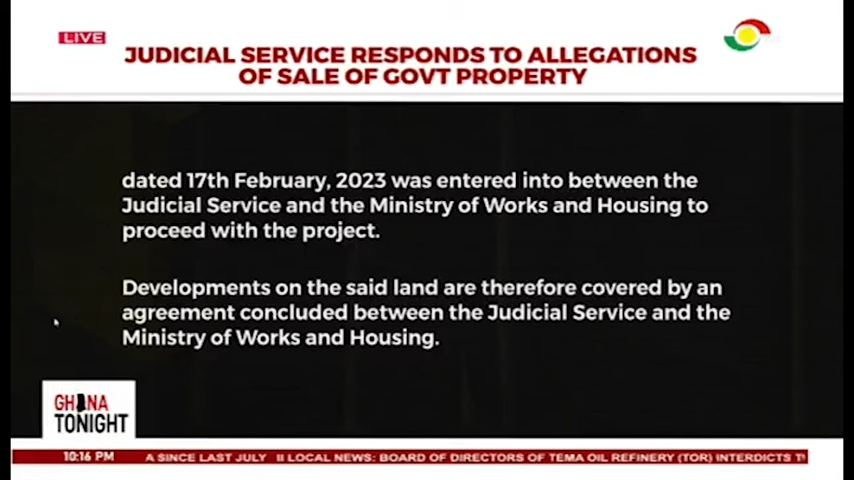 LIVE
JUDICIAL SERVICE RESPONDS TO ALLEGATIONS
OF SALE OF GOVT PROPERTY
dated 17th February, 2023 was entered into between the
Judicial Service and the Ministry of Works and Housing to
proceed with the project.
Developments on the said land are therefore covered by an
agreement concluded between the Judicial Service and the
Ministry of Works and Housing.
GHANA
TONIGHT
10:16 PM A SINCE LAST JULY II LOCAL NEWS: BOARD OF DIRECTORS OF TEMA OIL REFINERY (TOR) INTERDICTS